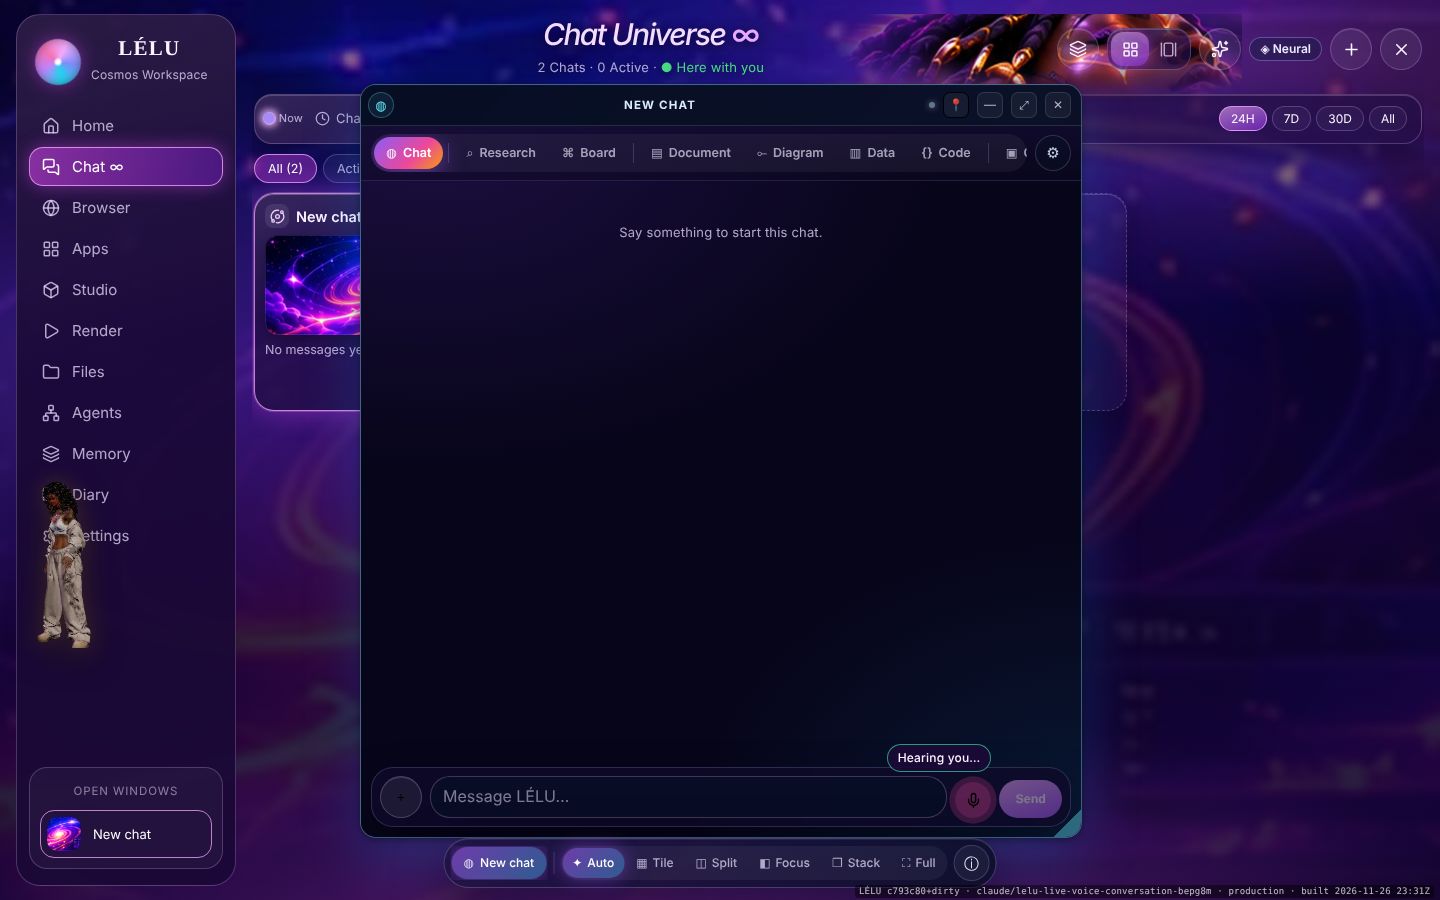 LÉLU
Cosmos Workspace
Home
Chat ∞
Browser
Apps
Studio
Render
Files
Agents
Memory
Diary
ettings
OPEN WINDOWS
New chat
Chat Universe ∞
2 Chats · 0 Active · ● Here with you
◈ Neural
Now
Cha
24H 7D 30D All
All (2) Acti
New chat
No messages ye
NEW CHAT
Chat Research ⌘ Board Document Diagram Data {} Code
Say something to start this chat.
Hearing you...
+ Message LÉLU... Send
New chat ✦ Auto Tile Split Focus Stack Full
LÉLU c793c80+dirty · claude/lelu-live-voice-conversation-bepg8m · production · built 2026-11-26 23:31Z